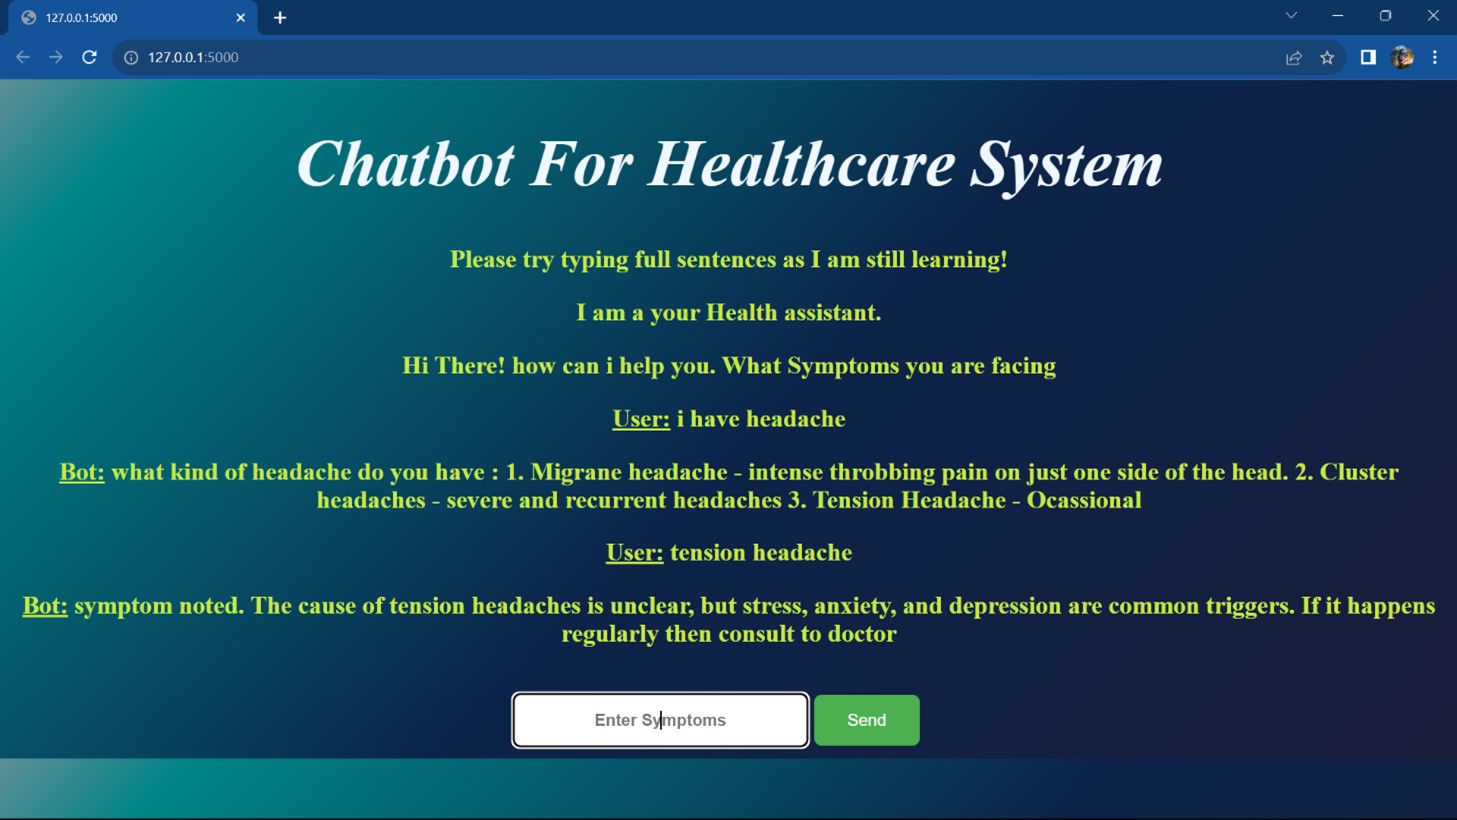 127.0.0.1:5000
127.0.0.1:5000
Chatbot For Healthcare System
Please try typing full sentences as I am still learning!
I am a your Health assistant.
Hi There! how can i help you. What Symptoms you are facing
User: i have headache
Bot: what kind of headache do you have : 1. Migrane headache - intense throbbing pain on just one side of the head. 2. Cluster
headaches - severe and recurrent headaches 3. Tension Headache - Ocassional
User: tension headache
Bot: symptom noted. The cause of tension headaches is unclear, but stress, anxiety, and depression are common triggers. If it happens
regularly then consult to doctor
Enter Symptoms
Send